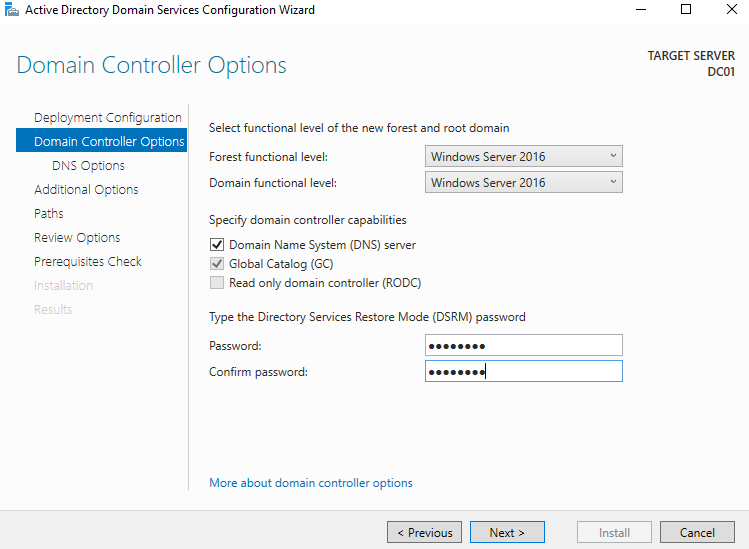 Active Directory Domain Services Configuration Wizard
Domain Controller Options
TARGET SERVER
DC01
Deployment Configuration
Domain Controller Options
DNS Options
Additional Options
Paths
Review Options
Prerequisites Check
Installation
Results
Select functional level of the new forest and root domain
Forest functional level: Windows Server 2016
Domain functional level: Windows Server 2016
Specify domain controller capabilities
Domain Name System (DNS) server
Global Catalog (GC)
Read only domain controller (RODC)
Type the Directory Services Restore Mode (DSRM) password
Password: ●●●●●●●●
Confirm password: ●●●●●●●●
More about domain controller options
< Previous Next > Install Cancel